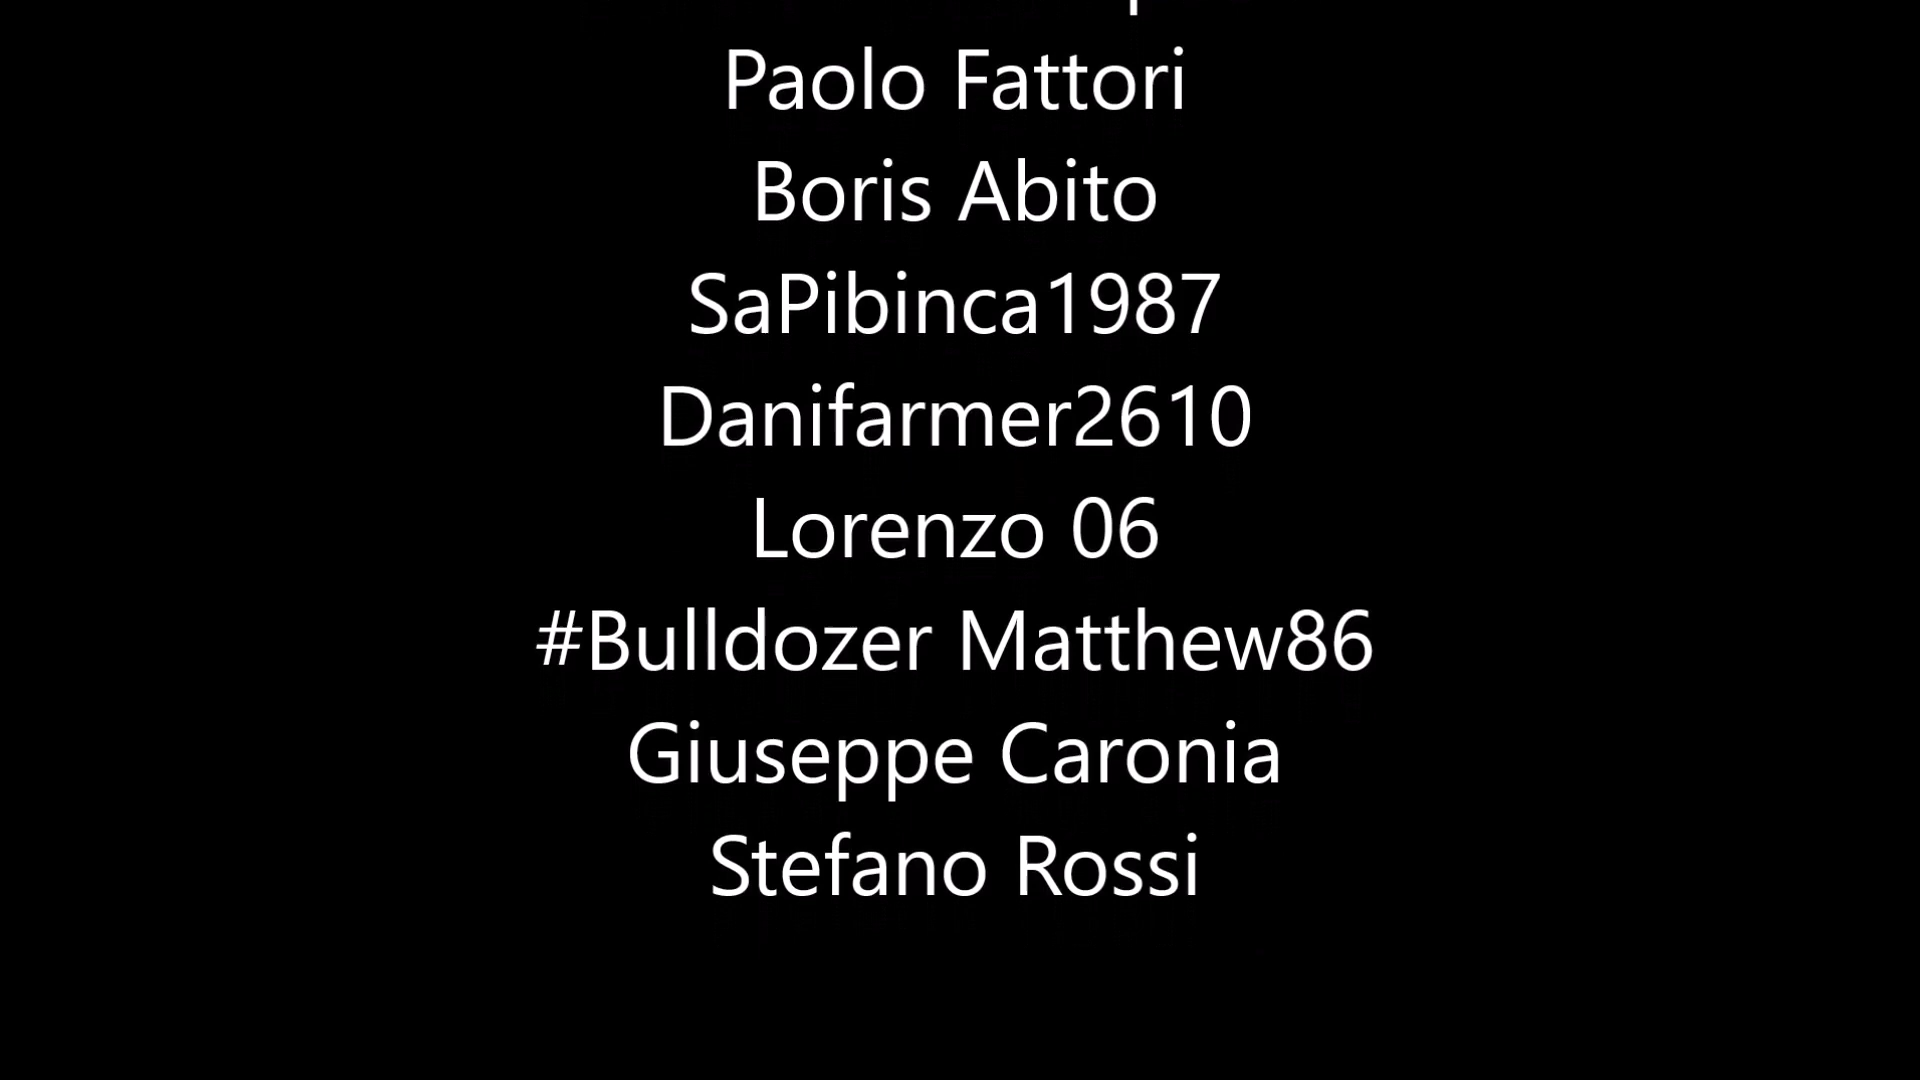 Paolo Fattori
Boris Abito
SaPibinca1987
Danifarmer2610
Lorenzo 06
#Bulldozer Matthew86
Giuseppe Caronia
Stefano Rossi